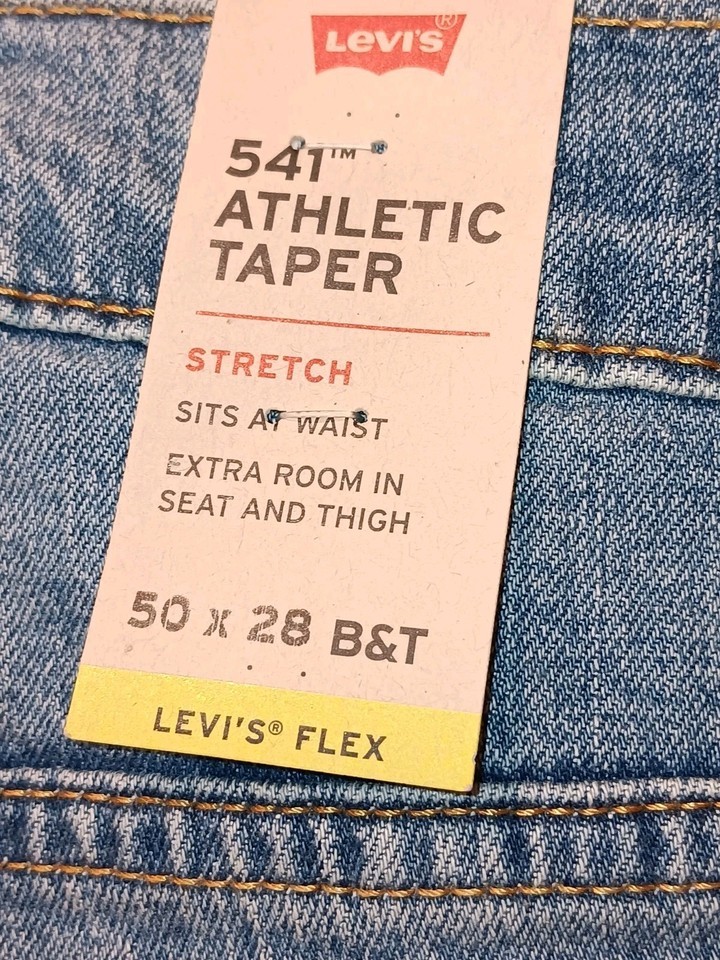 LEVI'S®
541™
ATHLETIC
TAPER
STRETCH
SITS AT WAIST
EXTRA ROOM IN
SEAT AND THIGH
50 x 28 B&T
LEVI'S® FLEX